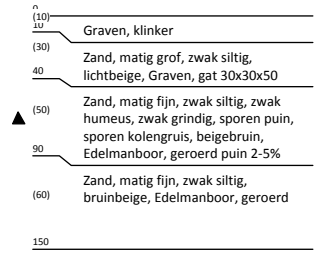 0
(10)
10
Graven, klinker
(30)
Zand, matig grof, zwak siltig,
lichtbeige, Graven, gat 30x30x50
40
(50)
Zand, matig fijn, zwak siltig, zwak
humeus, zwak grindig, sporen puin,
sporen kolengruis, beigebruin,
Edelmanboor, geroerd puin 2-5%
90
(60)
Zand, matig fijn, zwak siltig,
bruinbeige, Edelmanboor, geroerd
150